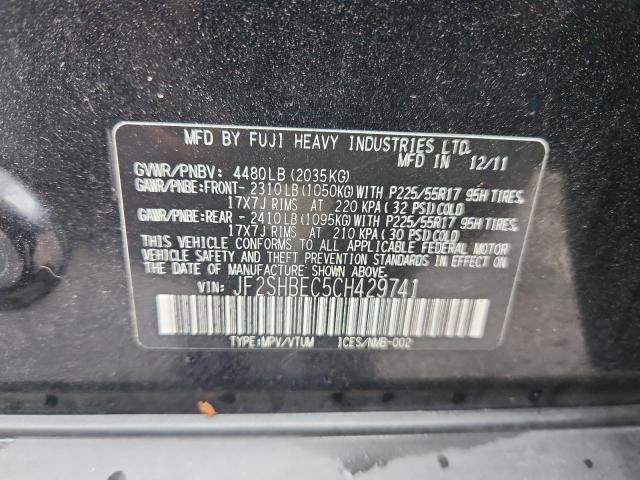 MFD BY FUJI HEAVY INDUSTRIES LTD.
MFD IN 12/11
GVWR/PNBV: 4480LB (2035KG)
GAWR/PNBE:FRONT- 2310LB (1050KG) WITH P225/55R17 95H TIRES,
17X7J RIMS AT 220 KPA (32 PSI) COLD
GAWR/PNBE:REAR - 2410LB (1095KG) WITH P225/55R17 95H TIRES,
17X7J RIMS AT 210 KPA (30 PSI) COLD
THIS VEHICLE CONFORMS TO ALL APPLICABLE FEDERAL MOTOR
VEHICLE SAFETY AND THEFT PREVENTION STANDARDS IN EFFECT
ON THE DATE OF MANUFACTURE SHOWN ABOVE.
VIN: JF2SHBEC5CH429741
TYPE:MPV/VTUM ICES/NMB-002